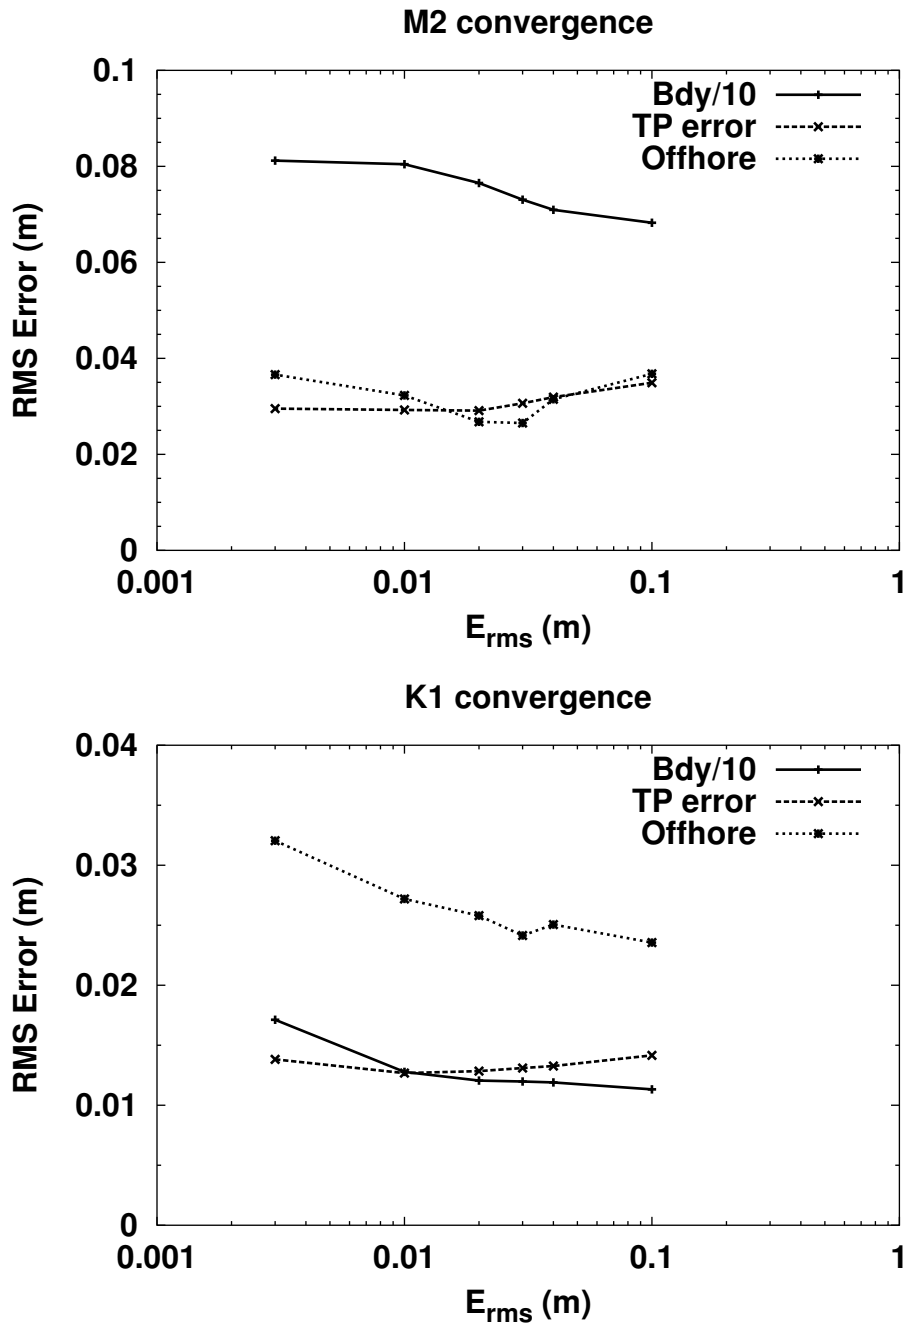 M2 convergence
0.1
0.08
0.06
0.04
0.02
0
RMS Error (m)
Bdy/10
TP error
Offhore
0.001 0.01 0.1 1
Erms (m)
K1 convergence
0.04
0.03
0.02
0.01
0
RMS Error (m)
Bdy/10
TP error
Offhore
0.001 0.01 0.1 1
Erms (m)